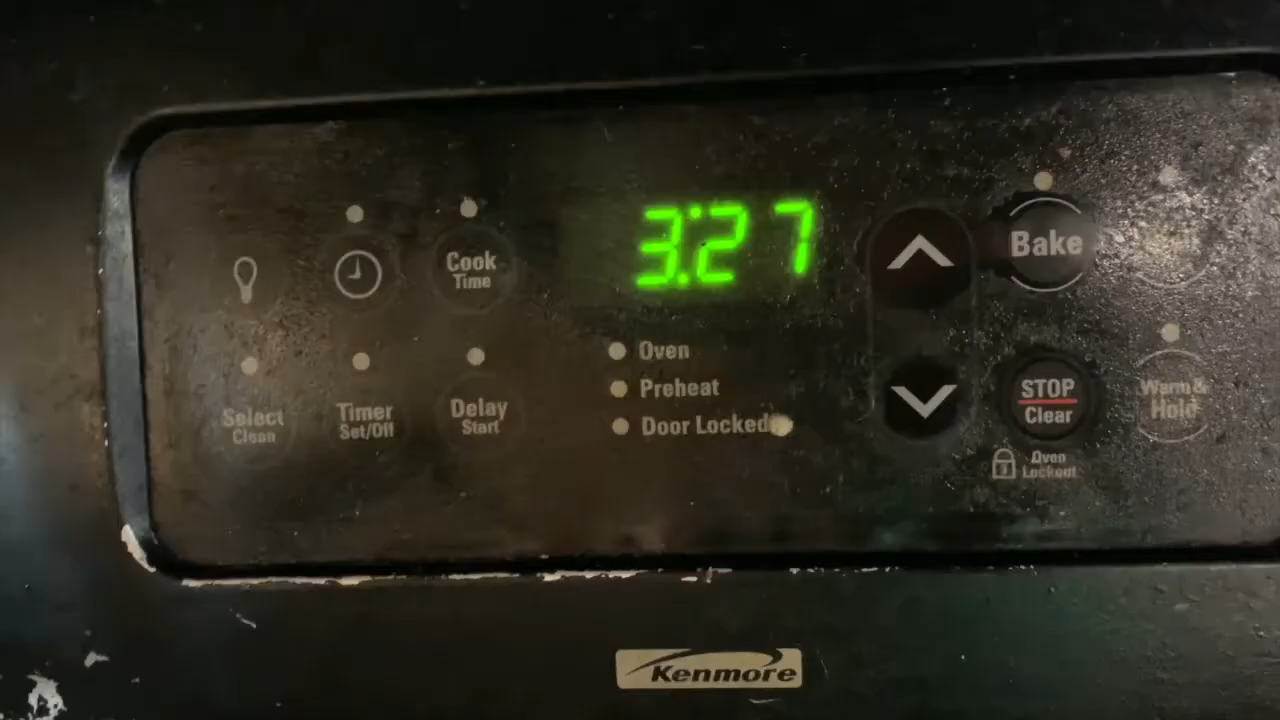 3:27
Cook
Time
Bake
Oven
Preheat
Door Locked
Select
Clean
Timer
Set/Off
Delay
Start
STOP
Clear
Warm &
Hold
Oven
Lockout
Kenmore